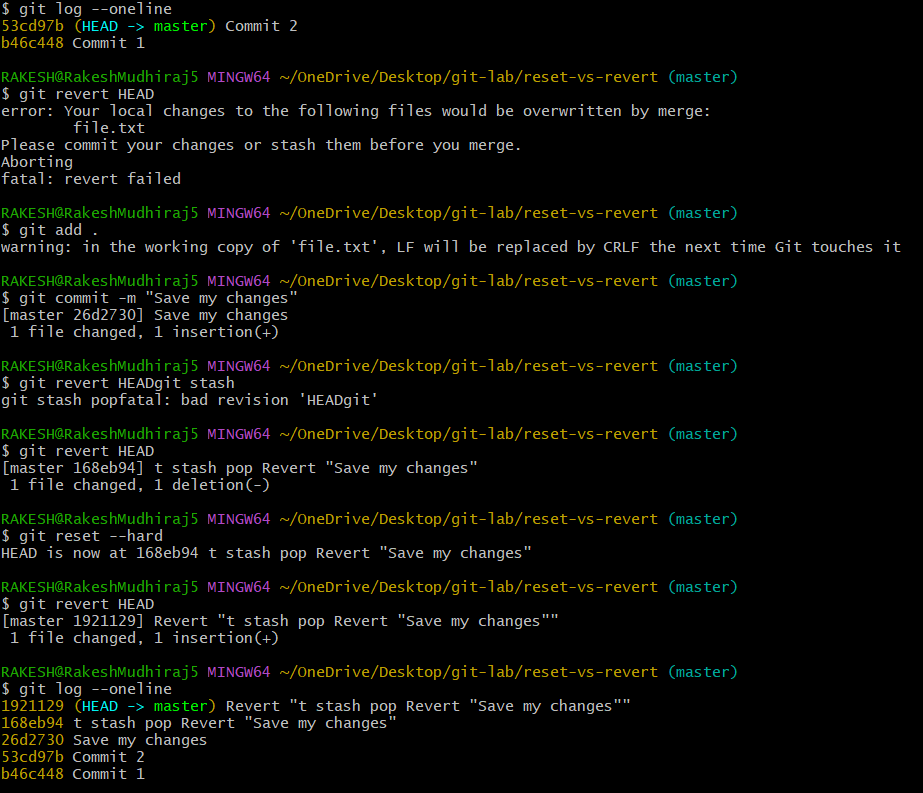 $ git log --oneline
53cd97b (HEAD -> master) Commit 2
b46c448 Commit 1
RAKESH@RakeshMudhiraj5 MINGW64 ~/OneDrive/Desktop/git-lab/reset-vs-revert (master)
$ git revert HEAD
error: Your local changes to the following files would be overwritten by merge:
        file.txt
Please commit your changes or stash them before you merge.
Aborting
fatal: revert failed
RAKESH@RakeshMudhiraj5 MINGW64 ~/OneDrive/Desktop/git-lab/reset-vs-revert (master)
$ git add .
warning: in the working copy of 'file.txt', LF will be replaced by CRLF the next time Git touches it
RAKESH@RakeshMudhiraj5 MINGW64 ~/OneDrive/Desktop/git-lab/reset-vs-revert (master)
$ git commit -m "Save my changes"
[master 26d2730] Save my changes
 1 file changed, 1 insertion(+)
RAKESH@RakeshMudhiraj5 MINGW64 ~/OneDrive/Desktop/git-lab/reset-vs-revert (master)
$ git revert HEADgit stash
git stash popfatal: bad revision 'HEADgit'
RAKESH@RakeshMudhiraj5 MINGW64 ~/OneDrive/Desktop/git-lab/reset-vs-revert (master)
$ git revert HEAD
[master 168eb94] t stash pop Revert "Save my changes"
 1 file changed, 1 deletion(-)
RAKESH@RakeshMudhiraj5 MINGW64 ~/OneDrive/Desktop/git-lab/reset-vs-revert (master)
$ git reset --hard
HEAD is now at 168eb94 t stash pop Revert "Save my changes"
RAKESH@RakeshMudhiraj5 MINGW64 ~/OneDrive/Desktop/git-lab/reset-vs-revert (master)
$ git revert HEAD
[master 1921129] Revert "t stash pop Revert "Save my changes""
 1 file changed, 1 insertion(+)
RAKESH@RakeshMudhiraj5 MINGW64 ~/OneDrive/Desktop/git-lab/reset-vs-revert (master)
$ git log --oneline
1921129 (HEAD -> master) Revert "t stash pop Revert "Save my changes""
168eb94 t stash pop Revert "Save my changes"
26d2730 Save my changes
53cd97b Commit 2
b46c448 Commit 1